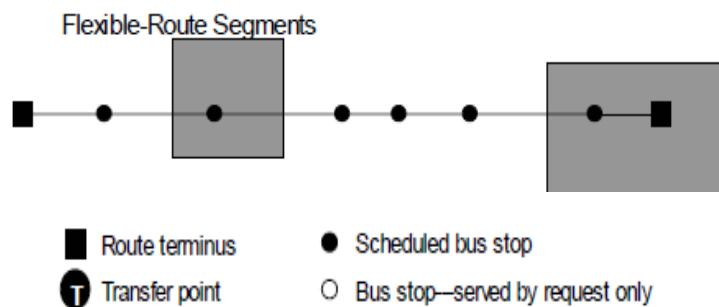 Flexible-Route Segments
Route terminus
Scheduled bus stop
T Transfer point
Bus stop—served by request only